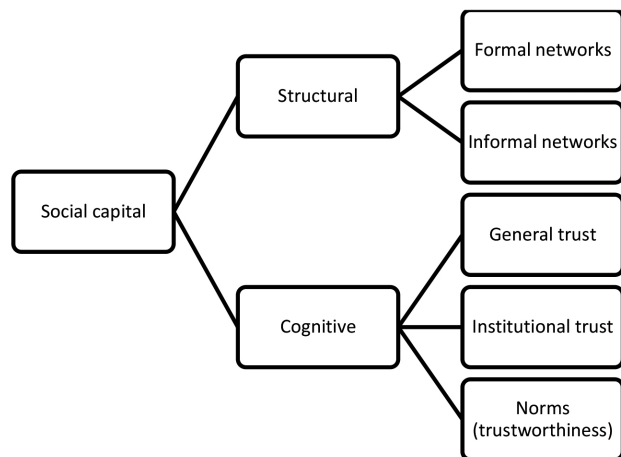 Formal networks
Structural
Informal networks
Social capital
General trust
Cognitive
Institutional trust
Norms
(trustworthiness)